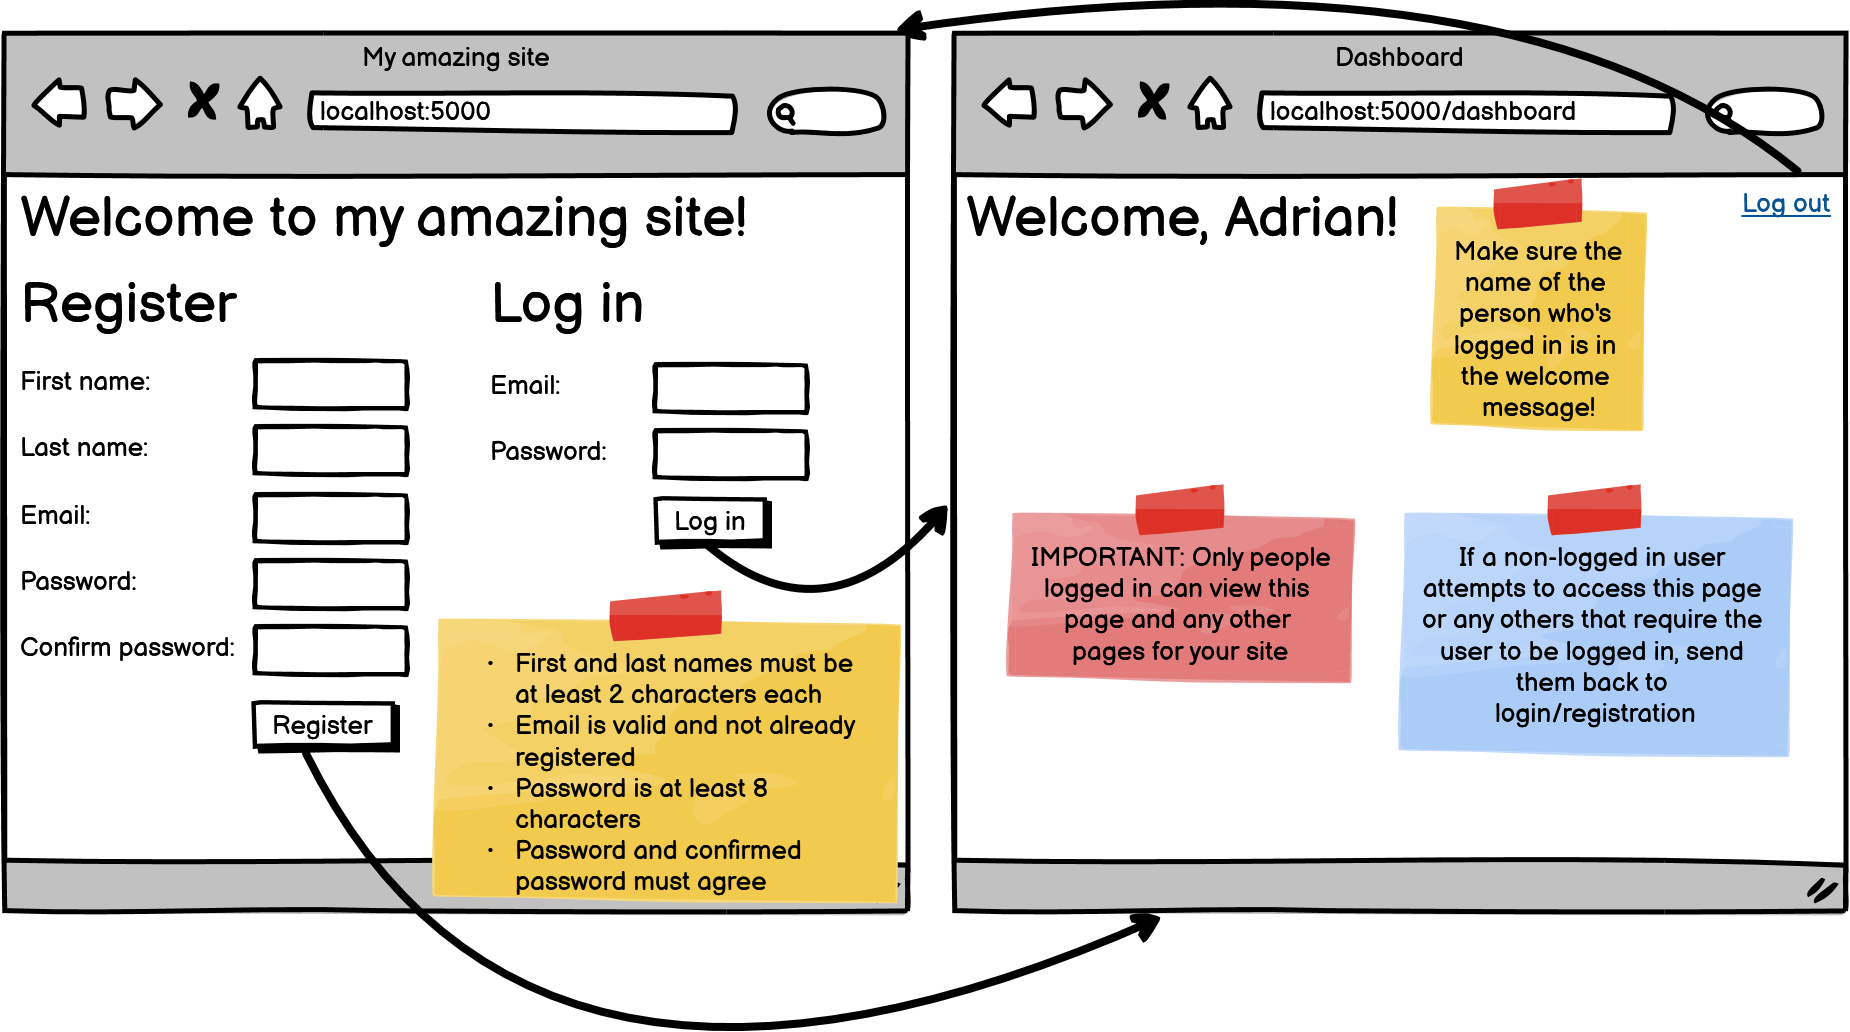 My amazing site
localhost:5000
Welcome to my amazing site!
Register
First name:
Last name:
Email:
Password:
Confirm password:
Register
Log in
Email:
Password:
Log in
• First and last names must be
at least 2 characters each
• Email is valid and not already
registered
• Password is at least 8
characters
• Password and confirmed
password must agree
Dashboard
localhost:5000/dashboard
Welcome, Adrian!
Log out
Make sure the
name of the
person who's
logged in is in
the welcome
message!
IMPORTANT: Only people
logged in can view this
page and any other
pages for your site
If a non-logged in user
attempts to access this page
or any others that require the
user to be logged in, send
them back to
login/registration